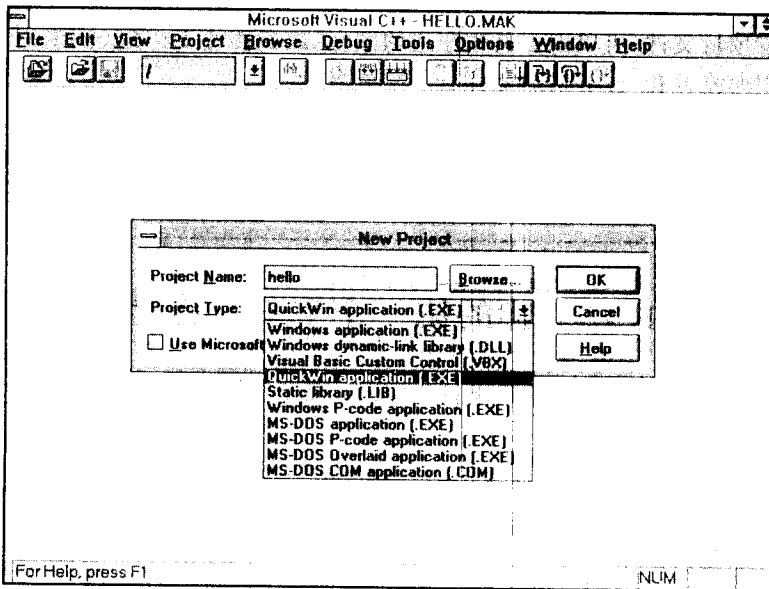 Microsoft Visual C++ - HELLO.MAK
File Edit View Project Browse Debug Tools Options Window Help
/
New Project
Project Name: hello Browse... OK
Project Type: QuickWin application (.EXE) Cancel
Use Microsoft Help
Windows application (.EXE)
Windows dynamic-link library (.DLL)
Visual Basic Custom Control (.VBX)
QuickWin application (.EXE)
Static library (.LIB)
Windows P-code application (.EXE)
MS-DOS application (.EXE)
MS-DOS P-code application (.EXE)
MS-DOS Overlaid application (.EXE)
MS-DOS COM application (.COM)
For Help, press F1 NUM